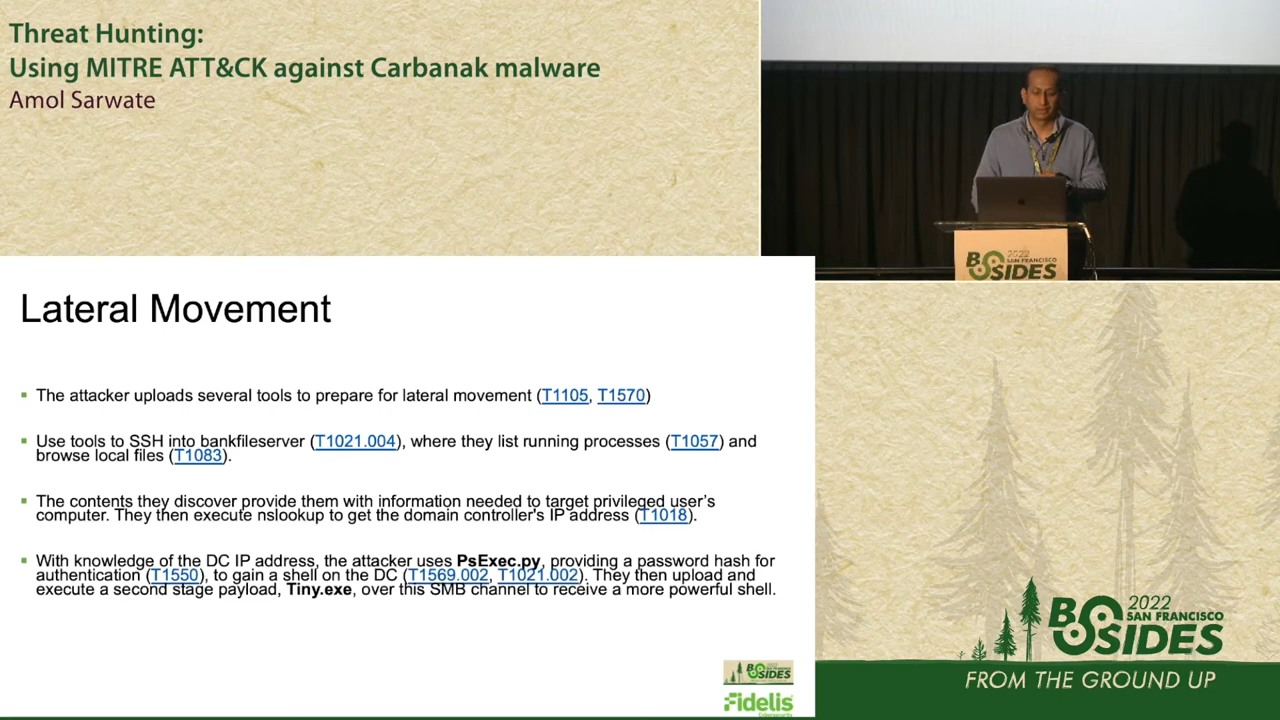 Threat Hunting:
Using MITRE ATT&CK against Carbanak malware
Amol Sarwate
2022
SAN FRANCISCO
BSIDES
Lateral Movement
▪ The attacker uploads several tools to prepare for lateral movement (T1105, T1570)
▪ Use tools to SSH into bankfileserver (T1021.004), where they list running processes (T1057) and
browse local files (T1083).
▪ The contents they discover provide them with information needed to target privileged user's
computer. They then execute nslookup to get the domain controller's IP address (T1018).
▪ With knowledge of the DC IP address, the attacker uses PsExec.py, providing a password hash for
authentication (T1550), to gain a shell on the DC (T1569.002, T1021.002). They then upload and
execute a second stage payload, Tiny.exe, over this SMB channel to receive a more powerful shell.
2022
SAN FRANCISCO
BSIDES
Fidelis
Cybersecurity
2022
SAN FRANCISCO
BSIDES
FROM THE GROUND UP